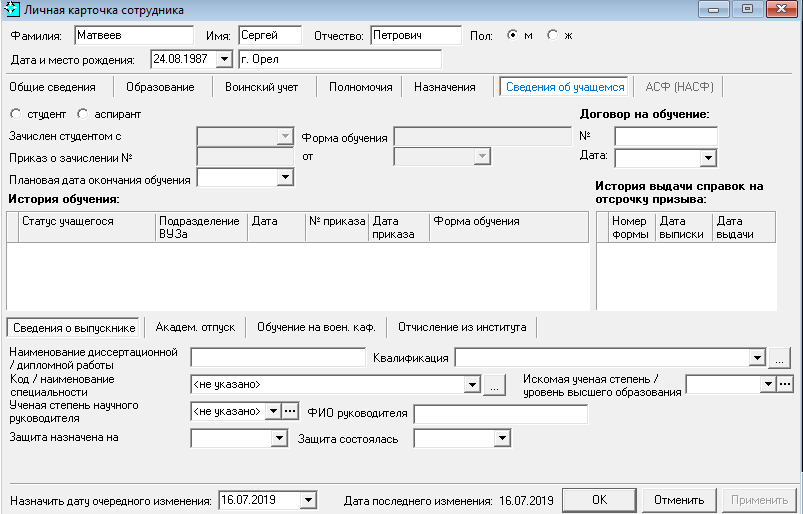 Личная карточка сотрудника
Фамилия: Матвеев Имя: Сергей Отчество: Петрович Пол: м ж
Дата и место рождения: 24.08.1987 г. Орел
Общие сведения Образование Воинский учет Полномочия Назначения Сведения об учащемся АСФ (НАСФ)
студент аспирант Договор на обучение:
Зачислен студентом с Форма обучения №
Приказ о зачислении № от Дата:
Плановая дата окончания обучения
История обучения: История выдачи справок на
отсрочку призыва:
Статус учащегося Подразделение ВУЗа Дата № приказа Дата приказа Форма обучения Номер формы Дата выписки Дата выдачи
Сведения о выпускнике Академ. отпуск Обучение на воен. каф. Отчисление из института
Наименование диссертационной
/ дипломной работы Квалификация ...
Код / наименование
специальности <не указано> ... Искомая ученая степень /
уровень высшего образования ...
Ученая степень научного
руководителя <не указано> ... ФИО руководителя
Защита назначена на Защита состоялась
Назначить дату очередного изменения: 16.07.2019 Дата последнего изменения: 16.07.2019 OK Отменить Применить